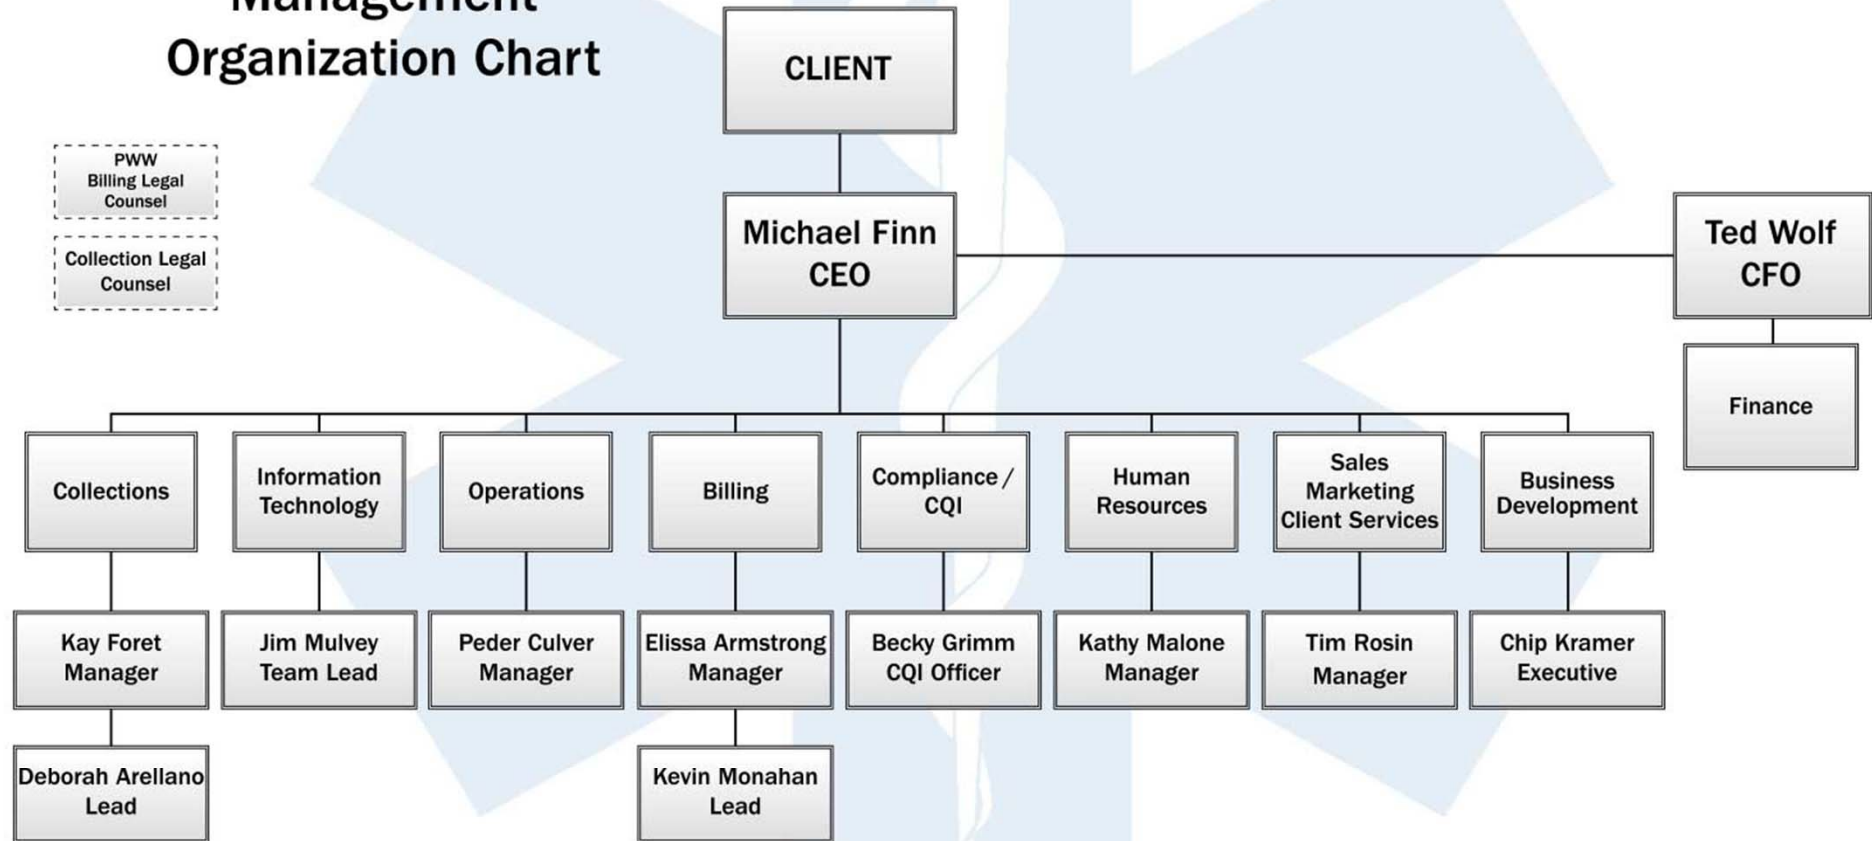 Management
Organization Chart
CLIENT
PWW
Billing Legal
Counsel
Collection Legal
Counsel
Michael Finn
CEO
Ted Wolf
CFO
Finance
Collections
Information
Technology
Operations
Billing
Compliance /
CQI
Human
Resources
Sales
Marketing
Client Services
Business
Development
Kay Foret
Manager
Jim Mulvey
Team Lead
Peder Culver
Manager
Elissa Armstrong
Manager
Becky Grimm
CQI Officer
Kathy Malone
Manager
Tim Rosin
Manager
Chip Kramer
Executive
Deborah Arellano
Lead
Kevin Monahan
Lead